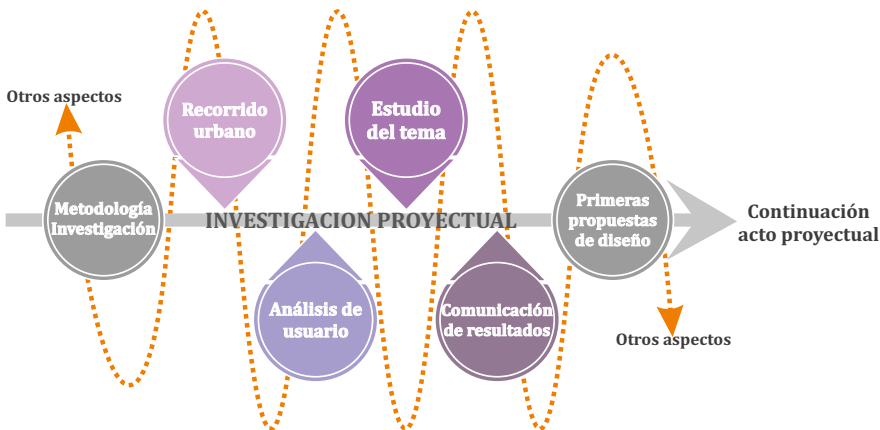 Otros aspectos
Recorrido
urbano
Estudio
del tema
Metodología
Investigación
INVESTIGACION PROYECTUAL
Primeras
propuestas
de diseño
Continuación
acto proyectual
Análisis de
usuario
Comunicación
de resultados
Otros aspectos